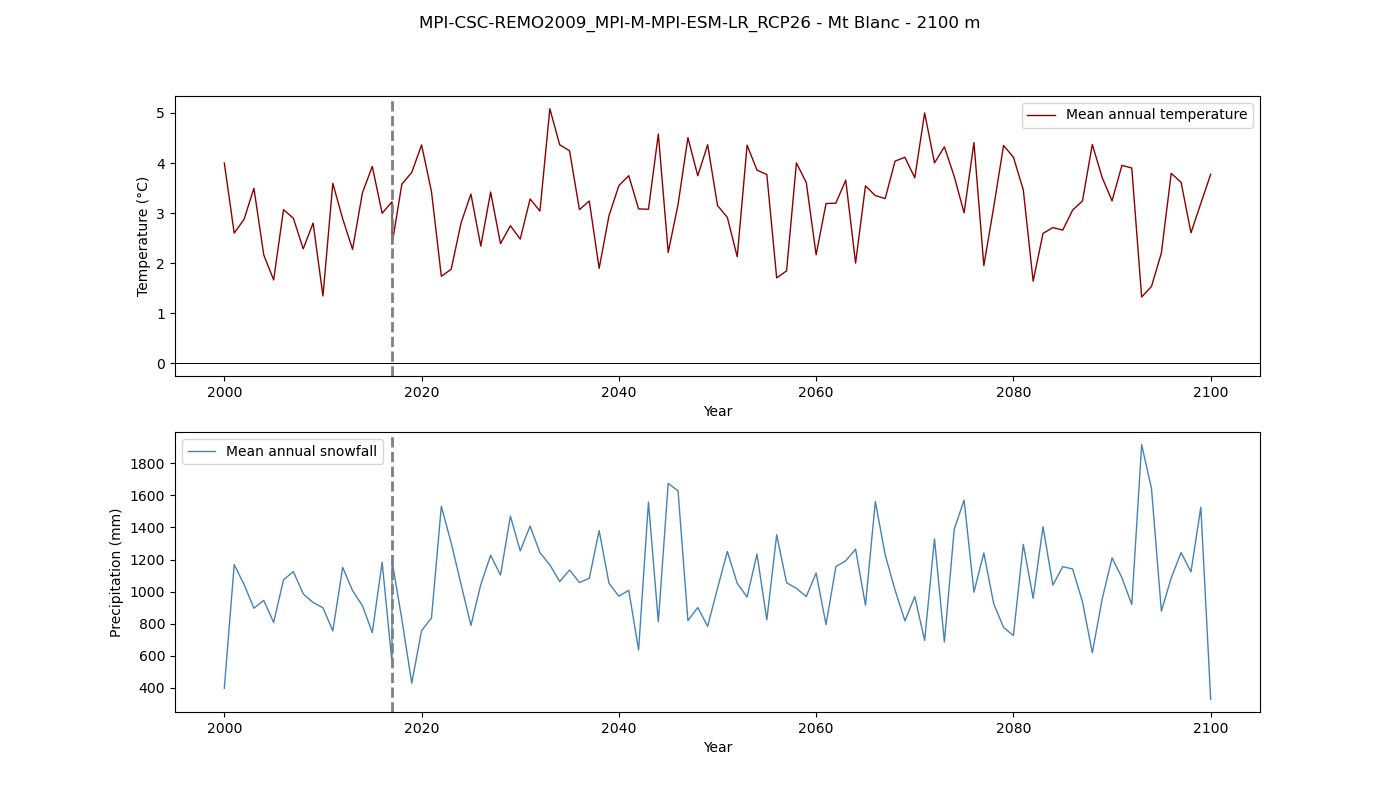 MPI-CSC-REMO2009_MPI-M-MPI-ESM-LR_RCP26 - Mt Blanc - 2100 m
Mean annual temperature
Temperature (°C)
5
4
3
2
1
0
2000 2020 2040 2060 2080 2100
Year
Mean annual snowfall
Precipitation (mm)
1800
1600
1400
1200
1000
800
600
400
2000 2020 2040 2060 2080 2100
Year